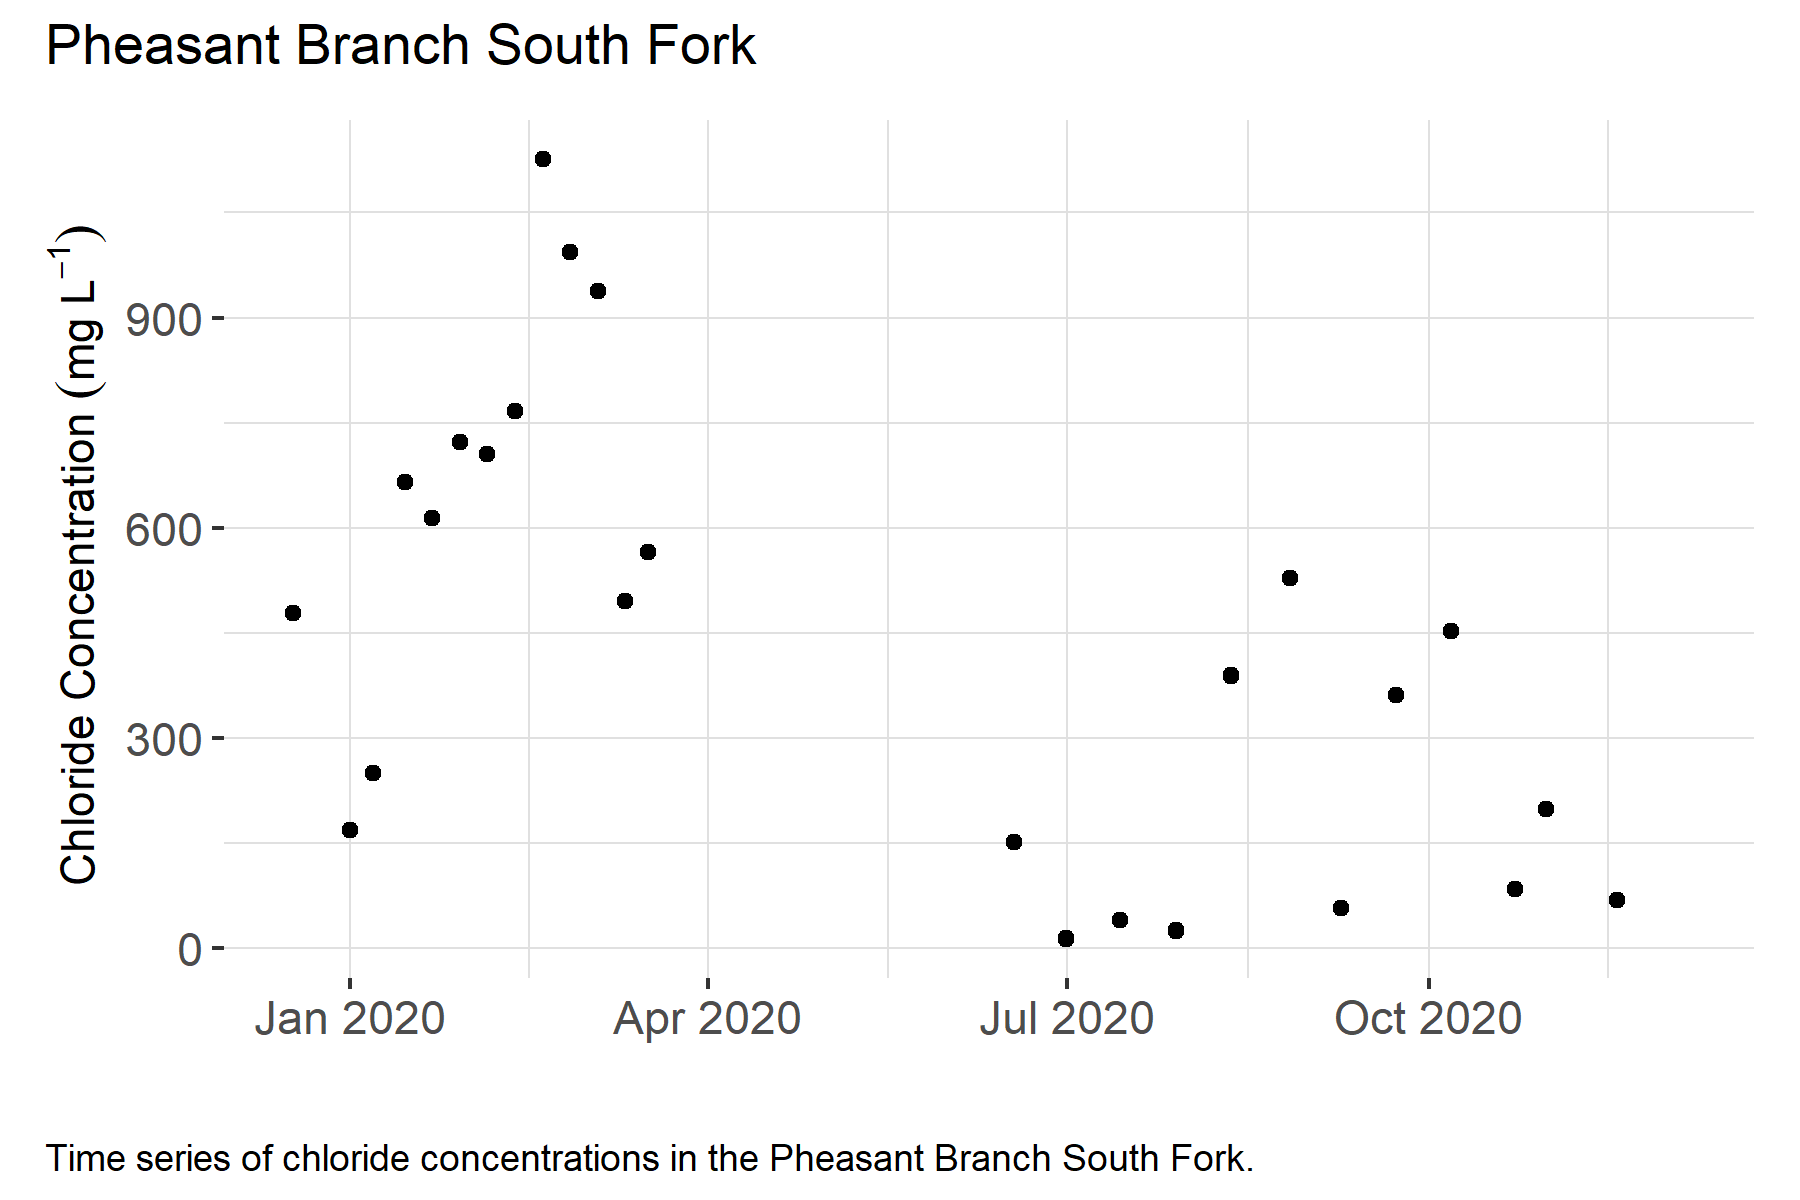 Pheasant Branch South Fork
Chloride Concentration (mg L⁻¹)
900
600
300
0
Jan 2020 Apr 2020 Jul 2020 Oct 2020
Time series of chloride concentrations in the Pheasant Branch South Fork.